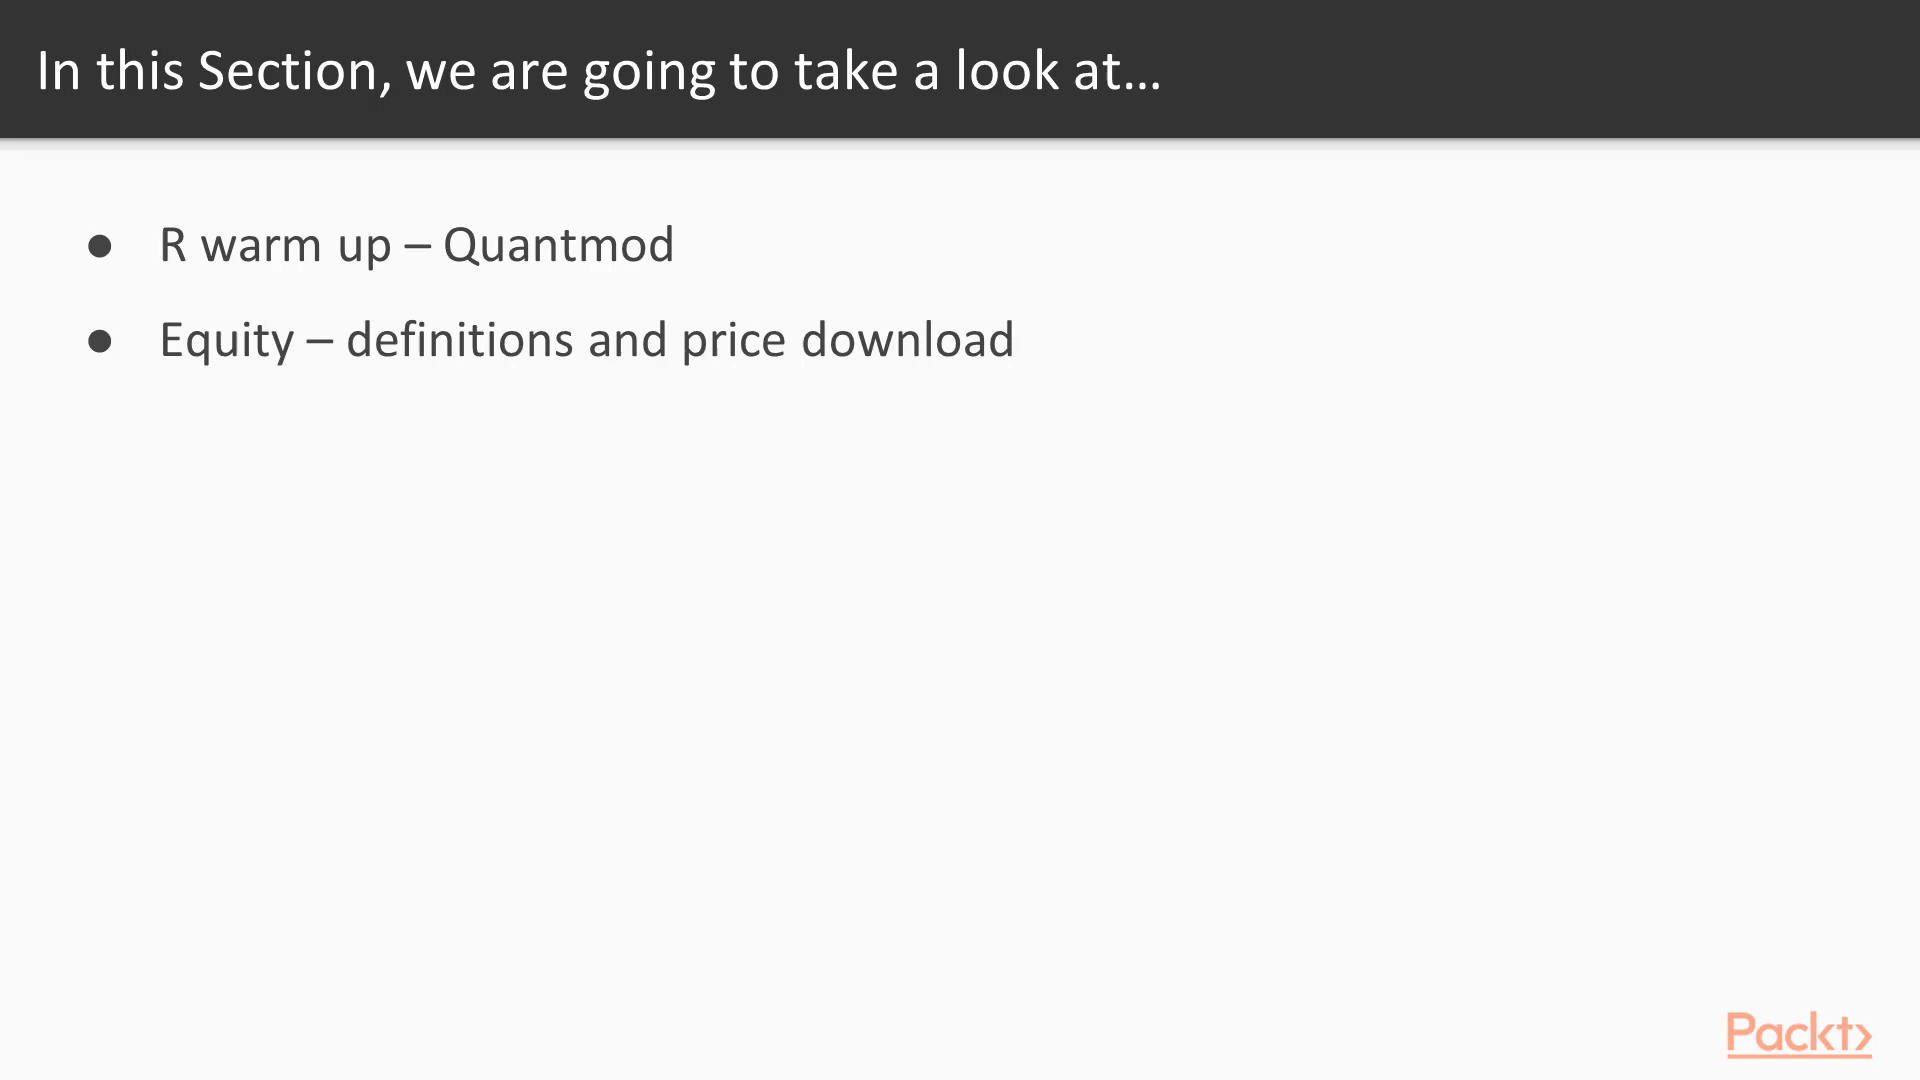 In this Section, we are going to take a look at...
● R warm up – Quantmod
● Equity – definitions and price download
Packt>